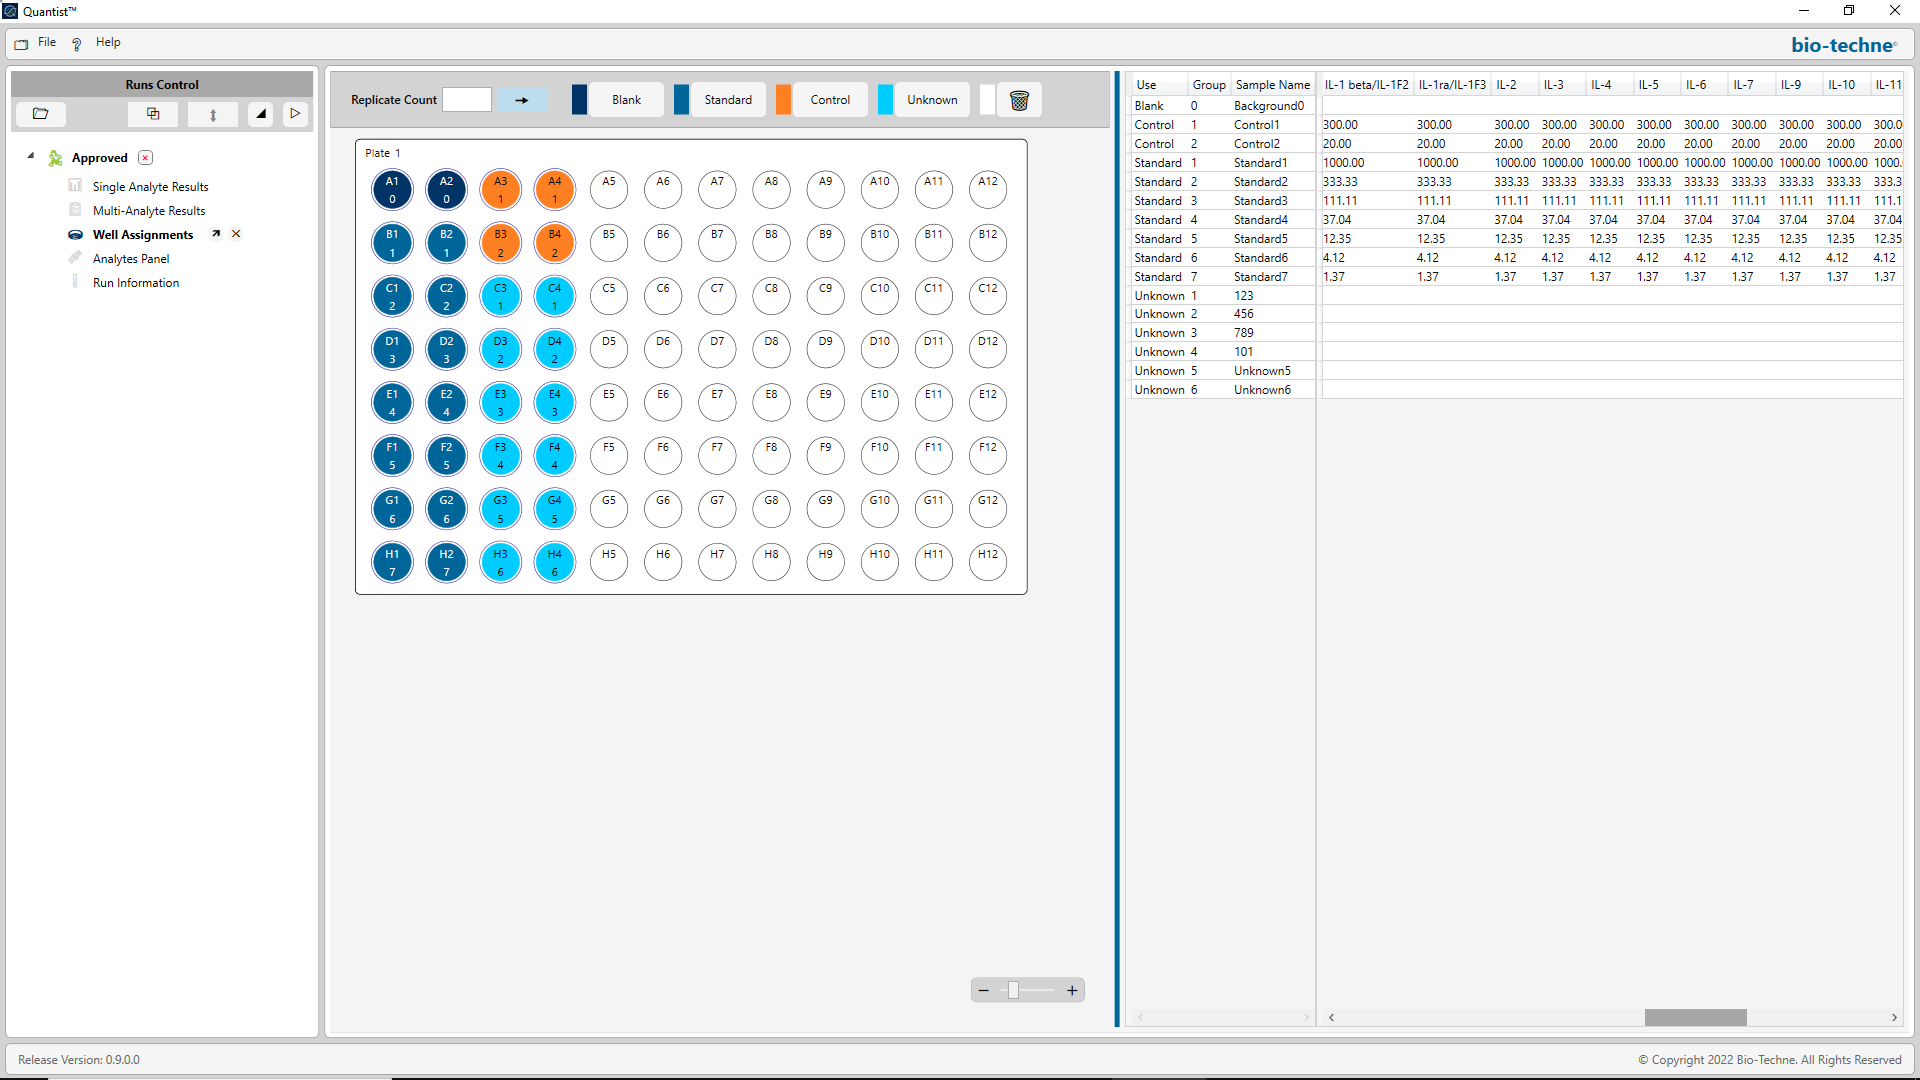 Quantist™
File Help
bio-techne
Runs Control
Approved
Single Analyte Results
Multi-Analyte Results
Well Assignments
Analytes Panel
Run Information
Replicate Count Blank Standard Control Unknown
Plate 1
A1 A2 A3 A4 A5 A6 A7 A8 A9 A10 A11 A12
0 0 1 1
B1 B2 B3 B4 B5 B6 B7 B8 B9 B10 B11 B12
1 1 2 2
C1 C2 C3 C4 C5 C6 C7 C8 C9 C10 C11 C12
2 2 1 1
D1 D2 D3 D4 D5 D6 D7 D8 D9 D10 D11 D12
3 3 2 2
E1 E2 E3 E4 E5 E6 E7 E8 E9 E10 E11 E12
4 4 3 3
F1 F2 F3 F4 F5 F6 F7 F8 F9 F10 F11 F12
5 5 4 4
G1 G2 G3 G4 G5 G6 G7 G8 G9 G10 G11 G12
6 6 5 5
H1 H2 H3 H4 H5 H6 H7 H8 H9 H10 H11 H12
7 7 6 6
Use Group Sample Name IL-1 beta/IL-1F2 IL-1ra/IL-1F3 IL-2 IL-3 IL-4 IL-5 IL-6 IL-7 IL-9 IL-10 IL-11
Blank 0 Background0
Control 1 Control1 300.00 300.00 300.00 300.00 300.00 300.00 300.00 300.00 300.00 300.00 300.0
Control 2 Control2 20.00 20.00 20.00 20.00 20.00 20.00 20.00 20.00 20.00 20.00 20.00
Standard 1 Standard1 1000.00 1000.00 1000.00 1000.00 1000.00 1000.00 1000.00 1000.00 1000.00 1000.00 1000.
Standard 2 Standard2 333.33 333.33 333.33 333.33 333.33 333.33 333.33 333.33 333.33 333.33 333.3
Standard 3 Standard3 111.11 111.11 111.11 111.11 111.11 111.11 111.11 111.11 111.11 111.11 111.1
Standard 4 Standard4 37.04 37.04 37.04 37.04 37.04 37.04 37.04 37.04 37.04 37.04 37.04
Standard 5 Standard5 12.35 12.35 12.35 12.35 12.35 12.35 12.35 12.35 12.35 12.35 12.35
Standard 6 Standard6 4.12 4.12 4.12 4.12 4.12 4.12 4.12 4.12 4.12 4.12 4.12
Standard 7 Standard7 1.37 1.37 1.37 1.37 1.37 1.37 1.37 1.37 1.37 1.37 1.37
Unknown 1 123
Unknown 2 456
Unknown 3 789
Unknown 4 101
Unknown 5 Unknown5
Unknown 6 Unknown6
Release Version: 0.9.0.0
© Copyright 2022 Bio-Techne. All Rights Reserved